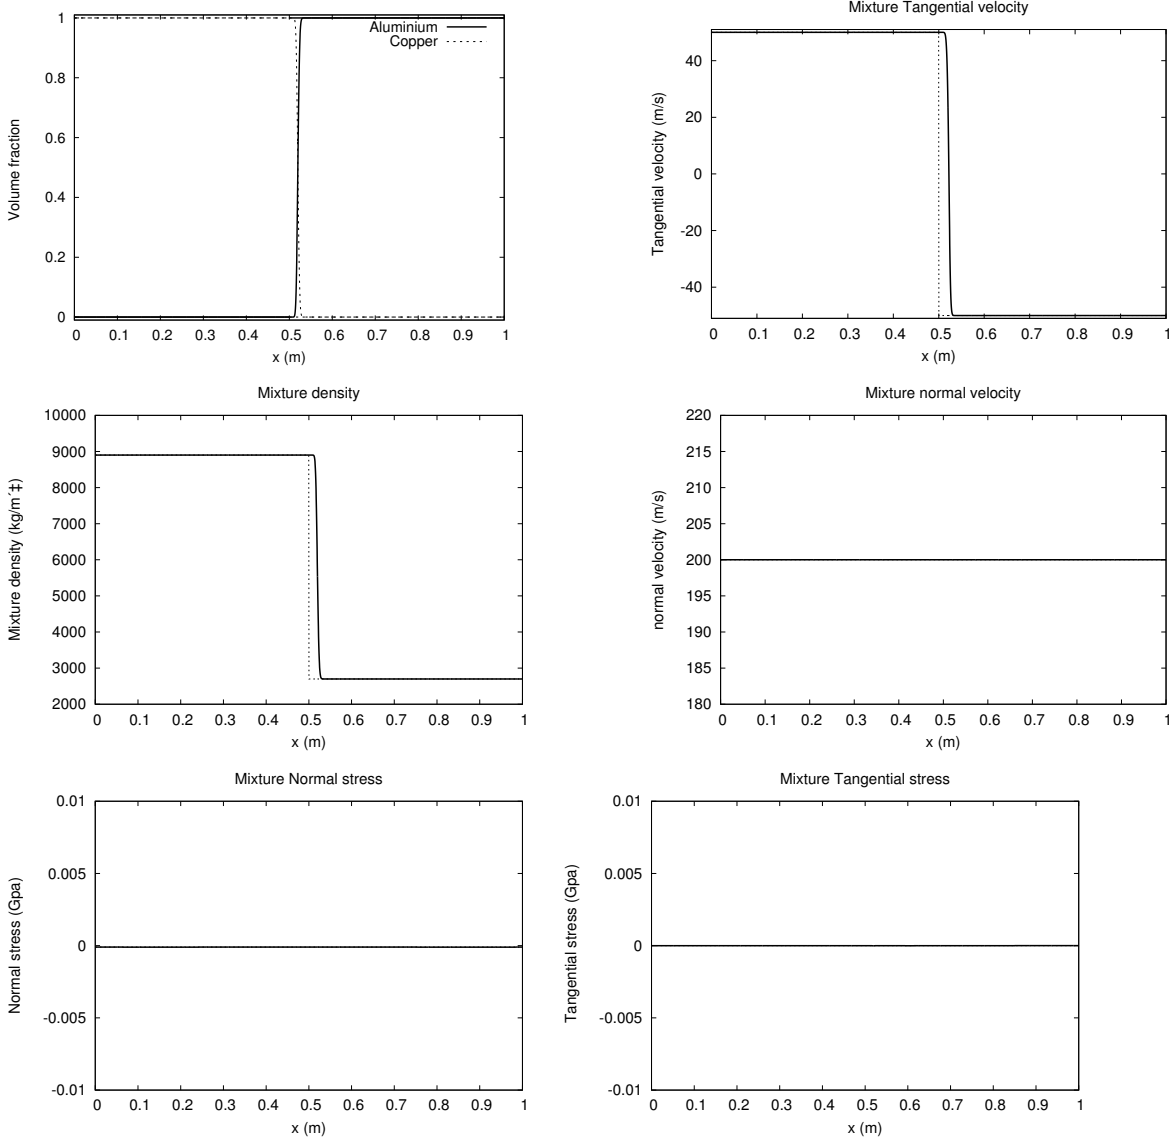 1
0.8
0.6
0.4
0.2
0
Volume fraction
Aluminium
Copper
0 0.1 0.2 0.3 0.4 0.5 0.6 0.7 0.8 0.9 1
x (m)
Mixture Tangential velocity
40
20
0
-20
-40
Tangential velocity (m/s)
0 0.1 0.2 0.3 0.4 0.5 0.6 0.7 0.8 0.9 1
x (m)
Mixture density
10000
9000
8000
7000
6000
5000
4000
3000
2000
Mixture density (kg/m´‡)
0 0.1 0.2 0.3 0.4 0.5 0.6 0.7 0.8 0.9 1
x (m)
Mixture normal velocity
220
215
210
205
200
195
190
185
180
normal velocity (m/s)
0 0.1 0.2 0.3 0.4 0.5 0.6 0.7 0.8 0.9 1
x (m)
Mixture Normal stress
0.01
0.005
0
-0.005
-0.01
Normal stress (Gpa)
0 0.1 0.2 0.3 0.4 0.5 0.6 0.7 0.8 0.9 1
x (m)
Mixture Tangential stress
0.01
0.005
0
-0.005
-0.01
Tangential stress (Gpa)
0 0.1 0.2 0.3 0.4 0.5 0.6 0.7 0.8 0.9 1
x (m)